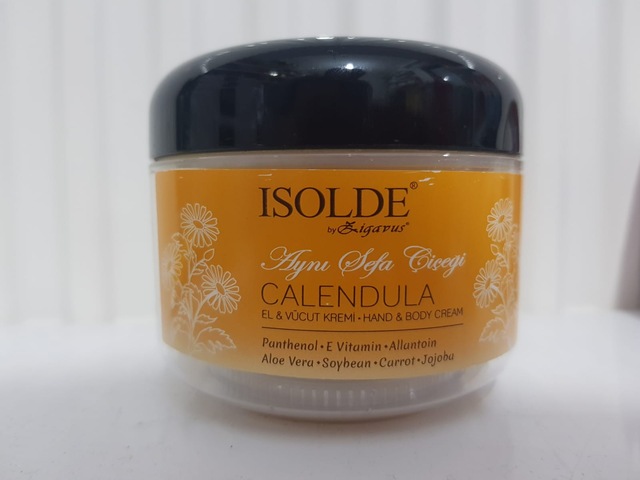 ISOLDE®
by Zigavus®
Aynı Sefa Çiçeği
CALENDULA
EL & VÜCUT KREMİ • HAND & BODY CREAM
Panthenol • E Vitamin • Allantoin
Aloe Vera • Soybean • Carrot • Jojoba